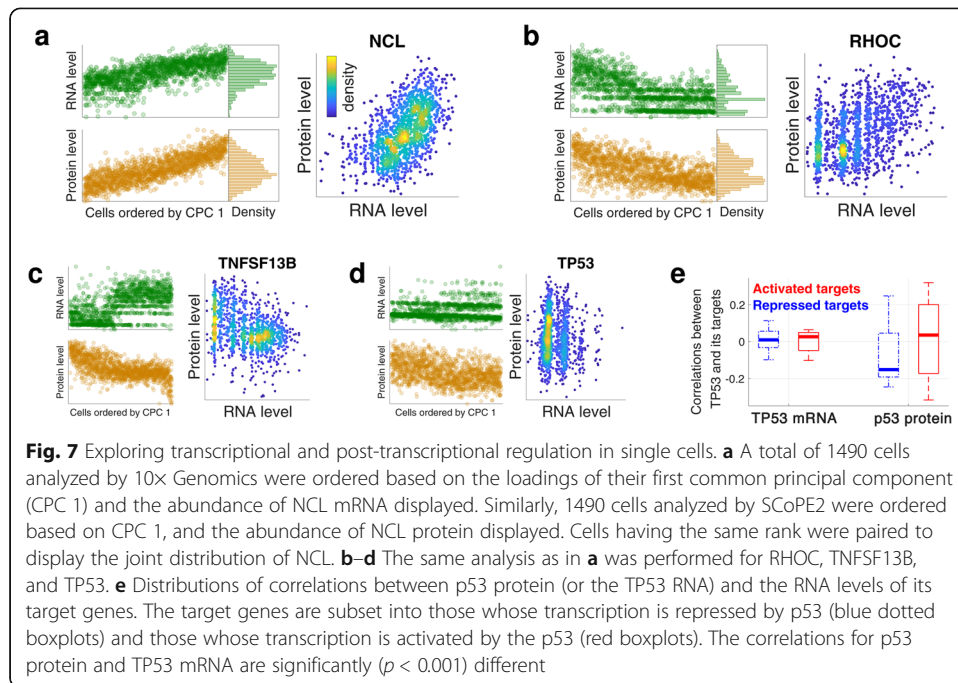 a
NCL
RNA level
Protein level
Cells ordered by CPC 1
Density
density
Protein level
RNA level
b
RHOC
RNA level
Protein level
Cells ordered by CPC 1
Density
Protein level
RNA level
c
TNFSF13B
RNA level
Protein level
Cells ordered by CPC 1
Protein level
RNA level
d
TP53
RNA level
Protein level
Cells ordered by CPC 1
Protein level
RNA level
e
Activated targets
Repressed targets
Correlations between
TP53 and its targets
0.2
0
-0.2
TP53 mRNA
p53 protein
Fig. 7 Exploring transcriptional and post-transcriptional regulation in single cells. a A total of 1490 cells
analyzed by 10× Genomics were ordered based on the loadings of their first common principal component
(CPC 1) and the abundance of NCL mRNA displayed. Similarly, 1490 cells analyzed by SCoPE2 were ordered
based on CPC 1, and the abundance of NCL protein displayed. Cells having the same rank were paired to
display the joint distribution of NCL. b–d The same analysis as in a was performed for RHOC, TNFSF13B,
and TP53. e Distributions of correlations between p53 protein (or the TP53 RNA) and the RNA levels of its
target genes. The target genes are subset into those whose transcription is repressed by p53 (blue dotted
boxplots) and those whose transcription is activated by the p53 (red boxplots). The correlations for p53
protein and TP53 mRNA are significantly (p < 0.001) different